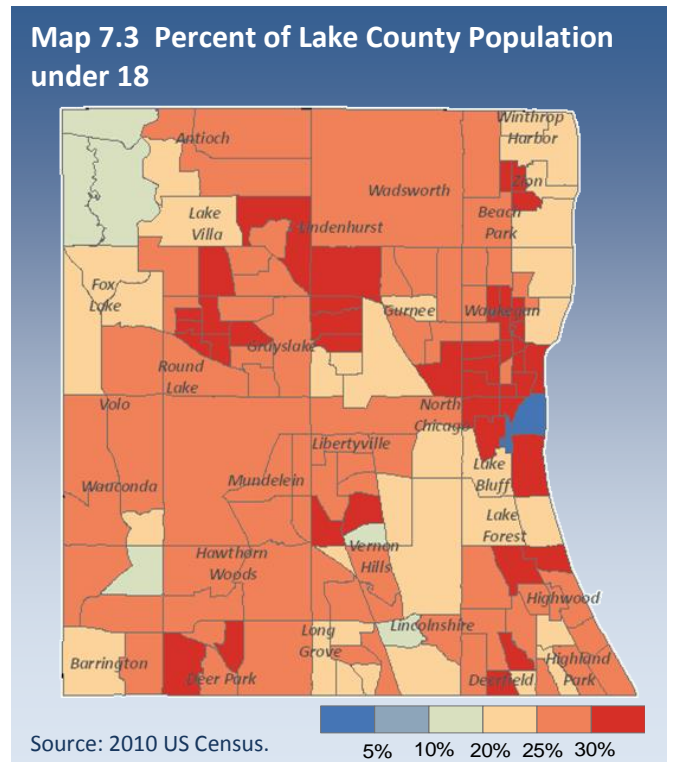 Map 7.3 Percent of Lake County Population
under 18
Winthrop
Harbor
Antioch
Zion
Wadsworth
Lake
Villa
Beach
Park
Lindenhurst
Fox
Lake
Gurnee
Waukegan
Grayslake
Round
Lake
Volo
North
Chicago
Libertyville
Lake
Bluff
Wauconda
Mundelein
Lake
Forest
Vernon
Hills
Hawthorn
Woods
Highwood
Long
Grove
Lincolnshire
Barrington
Deer Park
Deerfield
Highland
Park
Source: 2010 US Census.
5% 10% 20% 25% 30%